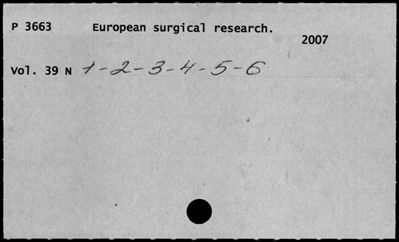 P 3663 European surgical research.
2007
Vol. 39 N 1-2-3-4-5-6